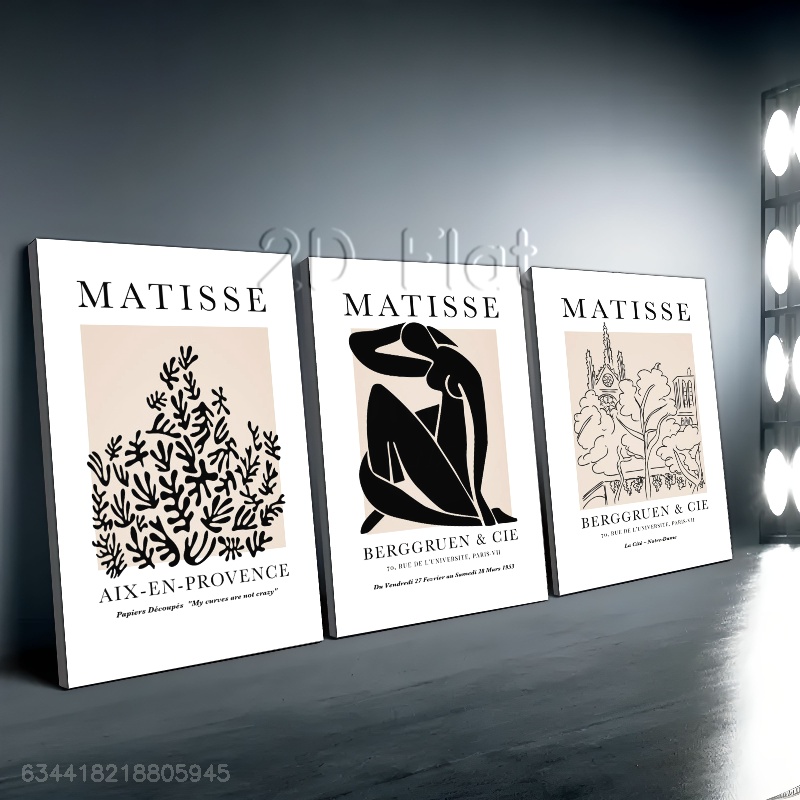 2D Flat
MATISSE
AIX-EN-PROVENCE
Papiers Découpés "My curves are not crazy"
MATISSE
BERGGRUEN & CIE
70, RUE DE L'UNIVERSITE, PARIS-VII
Du Vendredi 27 Fevrier au Samedi 28 Mars 1953
MATISSE
BERGGRUEN & CIE
70, RUE DE L'UNIVERSITE, PARIS-VII
La Cité - Notre-Dame
634418218805945